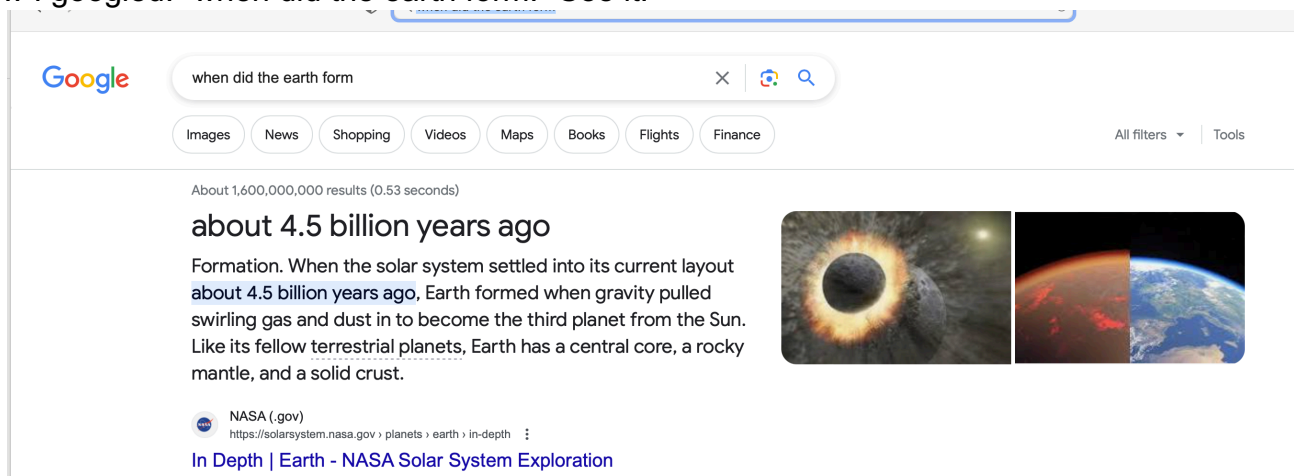 Google
when did the earth form
Images News Shopping Videos Maps Books Flights Finance
All filters Tools
About 1,600,000,000 results (0.53 seconds)
about 4.5 billion years ago
Formation. When the solar system settled into its current layout
about 4.5 billion years ago, Earth formed when gravity pulled
swirling gas and dust in to become the third planet from the Sun.
Like its fellow terrestrial planets, Earth has a central core, a rocky
mantle, and a solid crust.
NASA (.gov)
https://solarsystem.nasa.gov › planets › earth › in-depth
In Depth | Earth - NASA Solar System Exploration